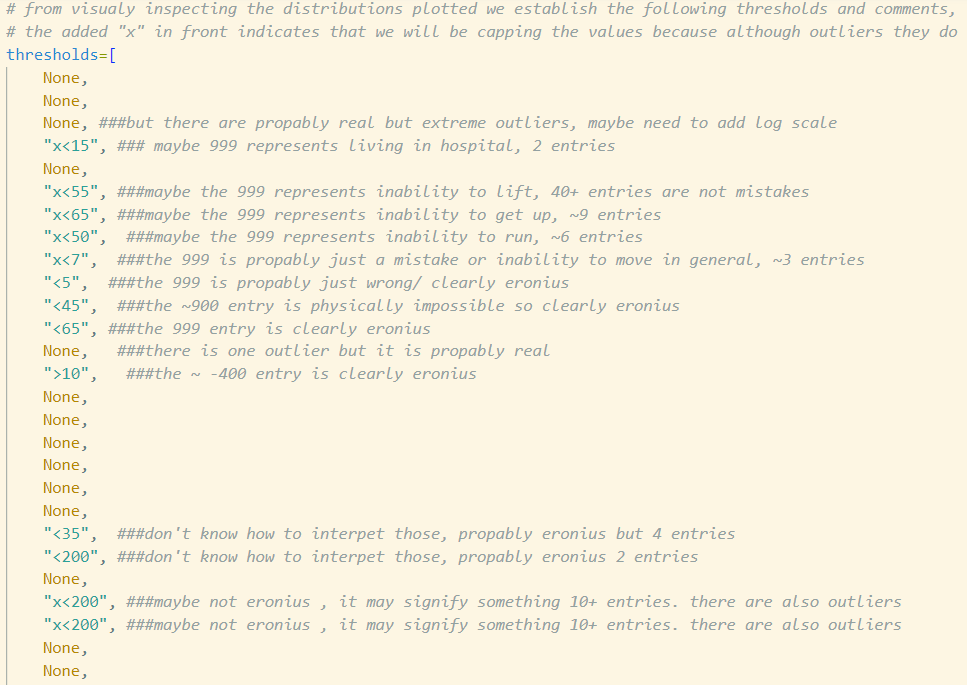 # from visualy inspecting the distributions plotted we establish the following thresholds and comments,
# the added "x" in front indicates that we will be capping the values because although outliers they do
thresholds=[
None,
None,
None, ###but there are propably real but extreme outliers, maybe need to add log scale
"x<15", ### maybe 999 represents living in hospital, 2 entries
None,
"x<55", ###maybe the 999 represents inability to lift, 40+ entries are not mistakes
"x<65", ###maybe the 999 represents inability to get up, ~9 entries
"x<50",  ###maybe the 999 represents inability to run, ~6 entries
"x<7",  ###the 999 is propably just a mistake or inability to move in general, ~3 entries
"<5",  ###the 999 is propably just wrong/ clearly eronius
"<45",  ###the ~900 entry is physically impossible so clearly eronius
"<65", ###the 999 entry is clearly eronius
None,   ###there is one outlier but it is propably real
">10",   ###the ~ -400 entry is clearly eronius
None,
None,
None,
None,
None,
None,
"<35",  ###don't know how to interpet those, propably eronius but 4 entries
"<200", ###don't know how to interpet those, propably eronius 2 entries
None,
"x<200", ###maybe not eronius , it may signify something 10+ entries. there are also outliers
"x<200", ###maybe not eronius , it may signify something 10+ entries. there are also outliers
None,
None,